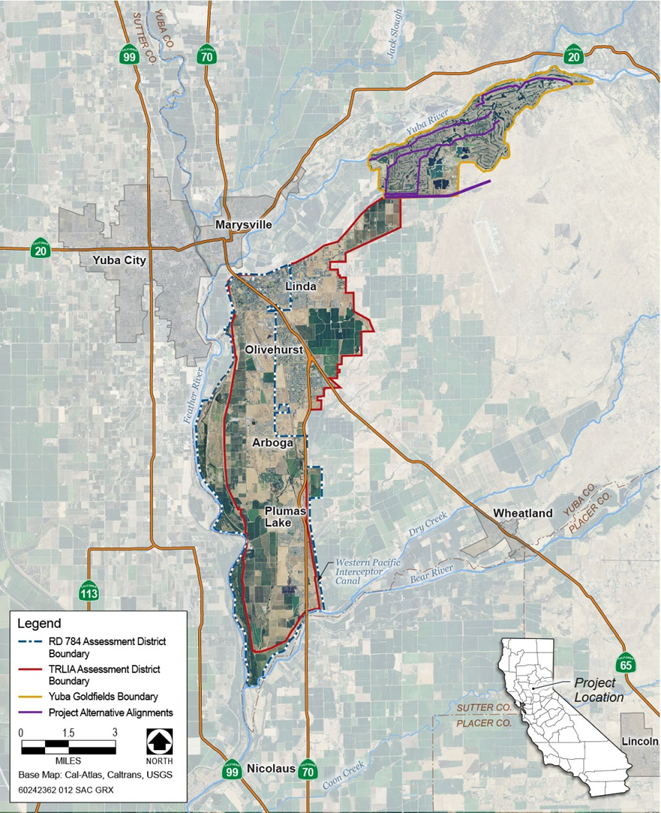 YUBA CO.
SUTTER CO.
99
70
20
Jack Slough
Yuba River
Marysville
20
Yuba City
Linda
Olivehurst
Feather River
Arboga
Plumas
Lake
Wheatland
YUBA CO.
PLACER CO.
Dry Creek
Western Pacific
Interceptor
Canal
Bear River
113
Legend
RD 784 Assessment District
Boundary
TRLIA Assessment District
Boundary
Yuba Goldfields Boundary
Project Alternative Alignments
0 1.5 3
MILES
NORTH
Base Map: Cal-Atlas, Caltrans, USGS
60242362 012 SAC GRX
65
Project
Location
SUTTER CO.
PLACER CO.
Lincoln
99
Nicolaus
70
Coon Creek